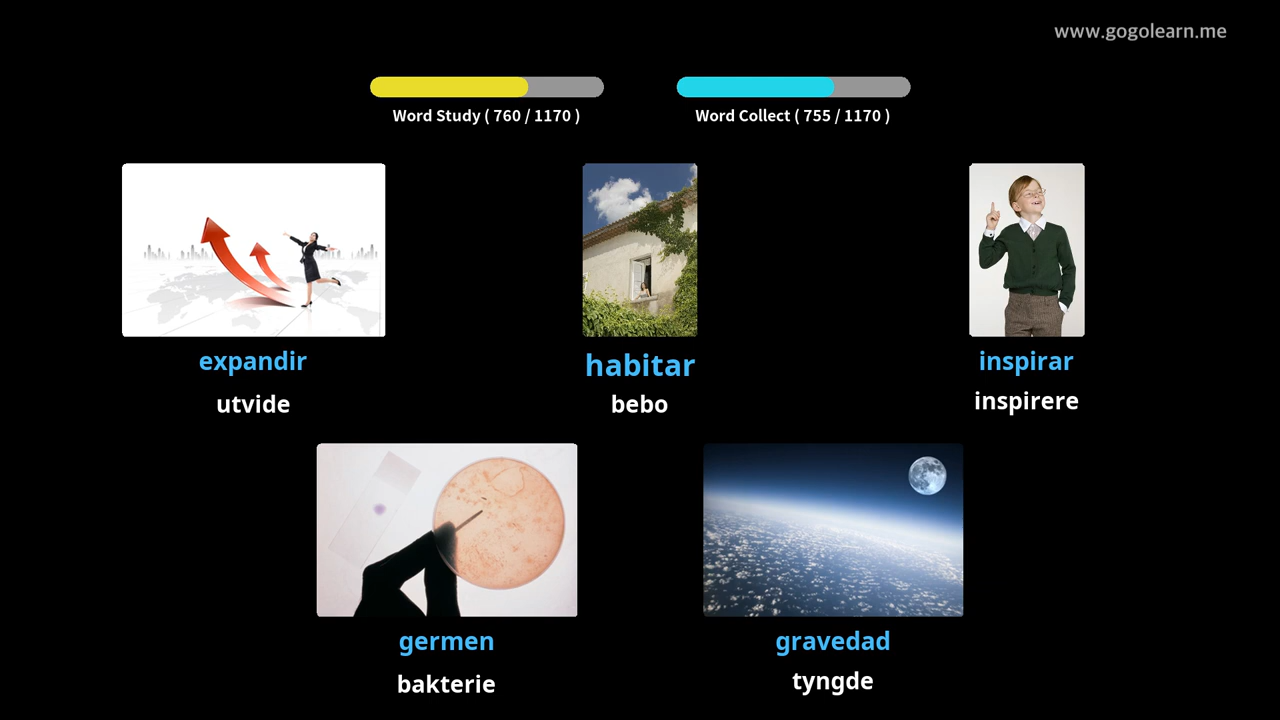 www.gogolearn.me
Word Study ( 760 / 1170 )
Word Collect ( 755 / 1170 )
expandir
utvide
habitar
bebo
inspirar
inspirere
germen
bakterie
gravedad
tyngde